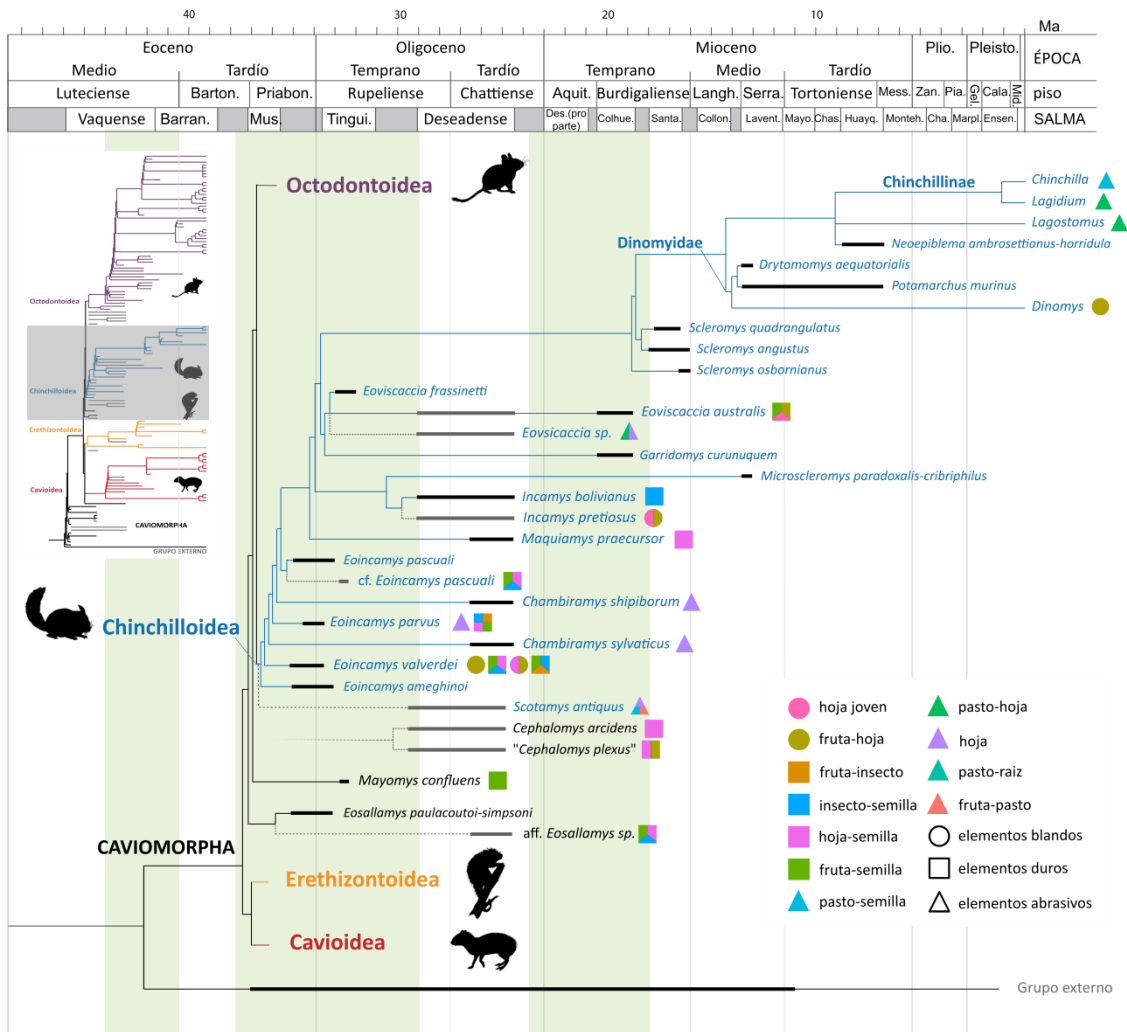 40 30 20 10 Ma
Eoceno Oligoceno Mioceno Plio. Pleisto. ÉPOCA
Medio Tardío Temprano Tardío Temprano Medio Tardío
Luteciense Barton. Priabon. Rupeliense Chattiense Aquit. Burdigaliense Langh. Serra. Tortoniense Mess. Zan. Pia. Gel. Cala. Mid. piso
Vaquense Barran. Mus. Tingui. Deseadense Des.(pro parte) Colhue. Santa. Collon. Lavent. Mayo. Chas. Huayq. Monteh. Cha. Marpl. Ensen. SALMA
Octodontoidea
Chinchillinae
Chinchilla
Lagidium
Lagostomus
Dinomyidae
Neoepiblema ambrosettianus-horridula
Drytomomys aequatorialis
Potamarchus murinus
Dinomys
Octodontoidea
Chinchilloidea
Erethizontoidea
Cavioidea
CAVIOMORPHA
GRUPO EXTERNO
Scleromys quadrangulatus
Scleromys angustus
Scleromys osbornianus
Eoviscaccia frassinetti
Eoviscaccia australis
Eovsicaccia sp.
Garridomys curunuquem
Microscleromys paradoxalis-cribriphilus
Incamys bolivianus
Incamys pretiosus
Maquiamys praecursor
Eoincamys pascuali
cf. Eoincamys pascuali
Chambiramys shipiborum
Chinchilloidea
Eoincamys parvus
Chambiramys sylvaticus
Eoincamys valverdei
Eoincamys ameghinoi
Scotamys antiquus
Cephalomys arcidens
"Cephalomys plexus"
Mayomys confluens
Eosallamys paulacoutoi-simpsoni
aff. Eosallamys sp.
CAVIOMORPHA
Erethizontoidea
Cavioidea
Grupo externo
hoja joven
fruta-hoja
fruta-insecto
insecto-semilla
hoja-semilla
fruta-semilla
pasto-semilla
pasto-hoja
hoja
pasto-raiz
fruta-pasto
elementos blandos
elementos duros
elementos abrasivos